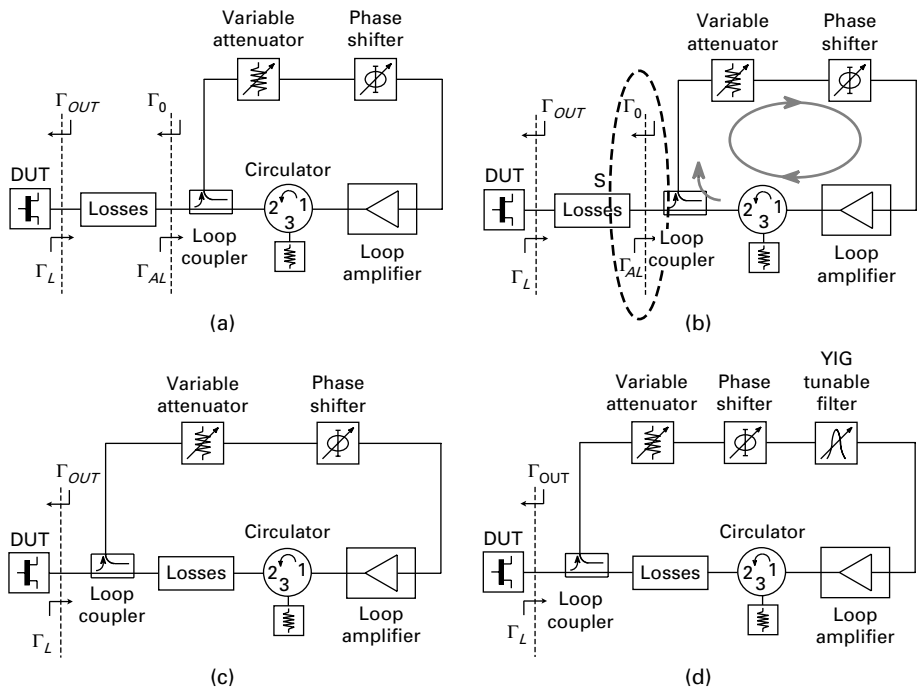 Variable
attenuator
Phase
shifter
Γ_OUT
Γ_0
DUT
Losses
Circulator
2 1
3
Loop
coupler
Loop
amplifier
Γ_L
Γ_AL
(a)
Variable
attenuator
Phase
shifter
Γ_OUT
Γ_0
DUT
S
Losses
2 1
3
Loop
coupler
Loop
amplifier
Γ_L
Γ_AL
(b)
Variable
attenuator
Phase
shifter
Γ_OUT
DUT
Circulator
Losses
2 1
3
Loop
coupler
Loop
amplifier
Γ_L
(c)
Variable
attenuator
Phase
shifter
YIG
tunable
filter
Γ_OUT
DUT
Circulator
Losses
2 1
3
Loop
coupler
Loop
amplifier
Γ_L
(d)